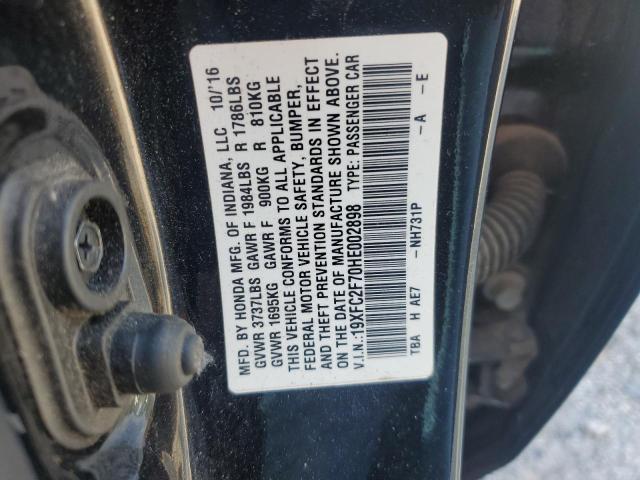 MFD. BY HONDA MFG. OF INDIANA, LLC 10/'16
GVWR 3737LBS GAWR F 1984LBS R 1786LBS
GVWR 1695KG GAWR F 900KG R 810KG
THIS VEHICLE CONFORMS TO ALL APPLICABLE
FEDERAL MOTOR VEHICLE SAFETY, BUMPER,
AND THEFT PREVENTION STANDARDS IN EFFECT
ON THE DATE OF MANUFACTURE SHOWN ABOVE.
V.I.N.:19XFC2F70HE002898 TYPE: PASSENGER CAR
TBA H AE7 -NH731P -A -E